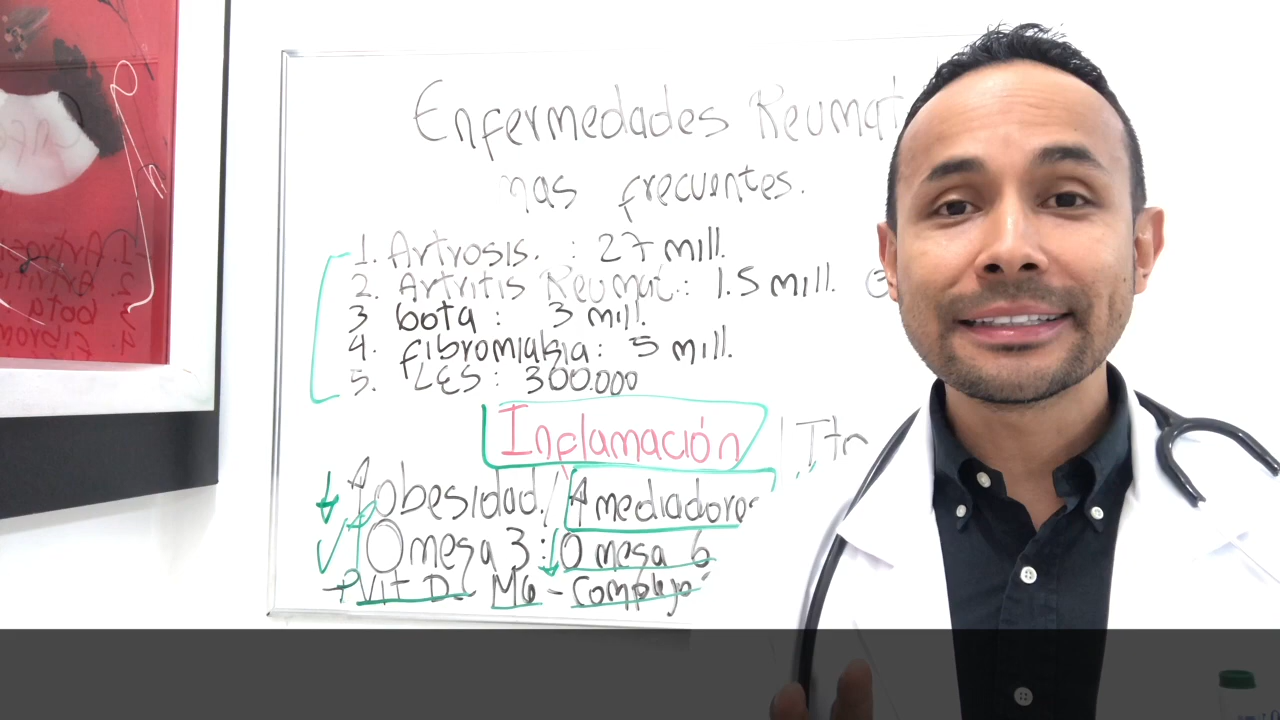 Enfermedades Reumat
mas frecuentes.
1. Artrosis. : 27 mill.
2. Artritis Reumat.: 1.5 mill.
3 Gota : 3 mill.
4. fibromialgia: 5 mill.
5. LES : 300.000
Inflamación
↑ obesidad / ↑ mediadores
Omega 3 : ↓ Omega 6
→ Vit D - MG - Complejo